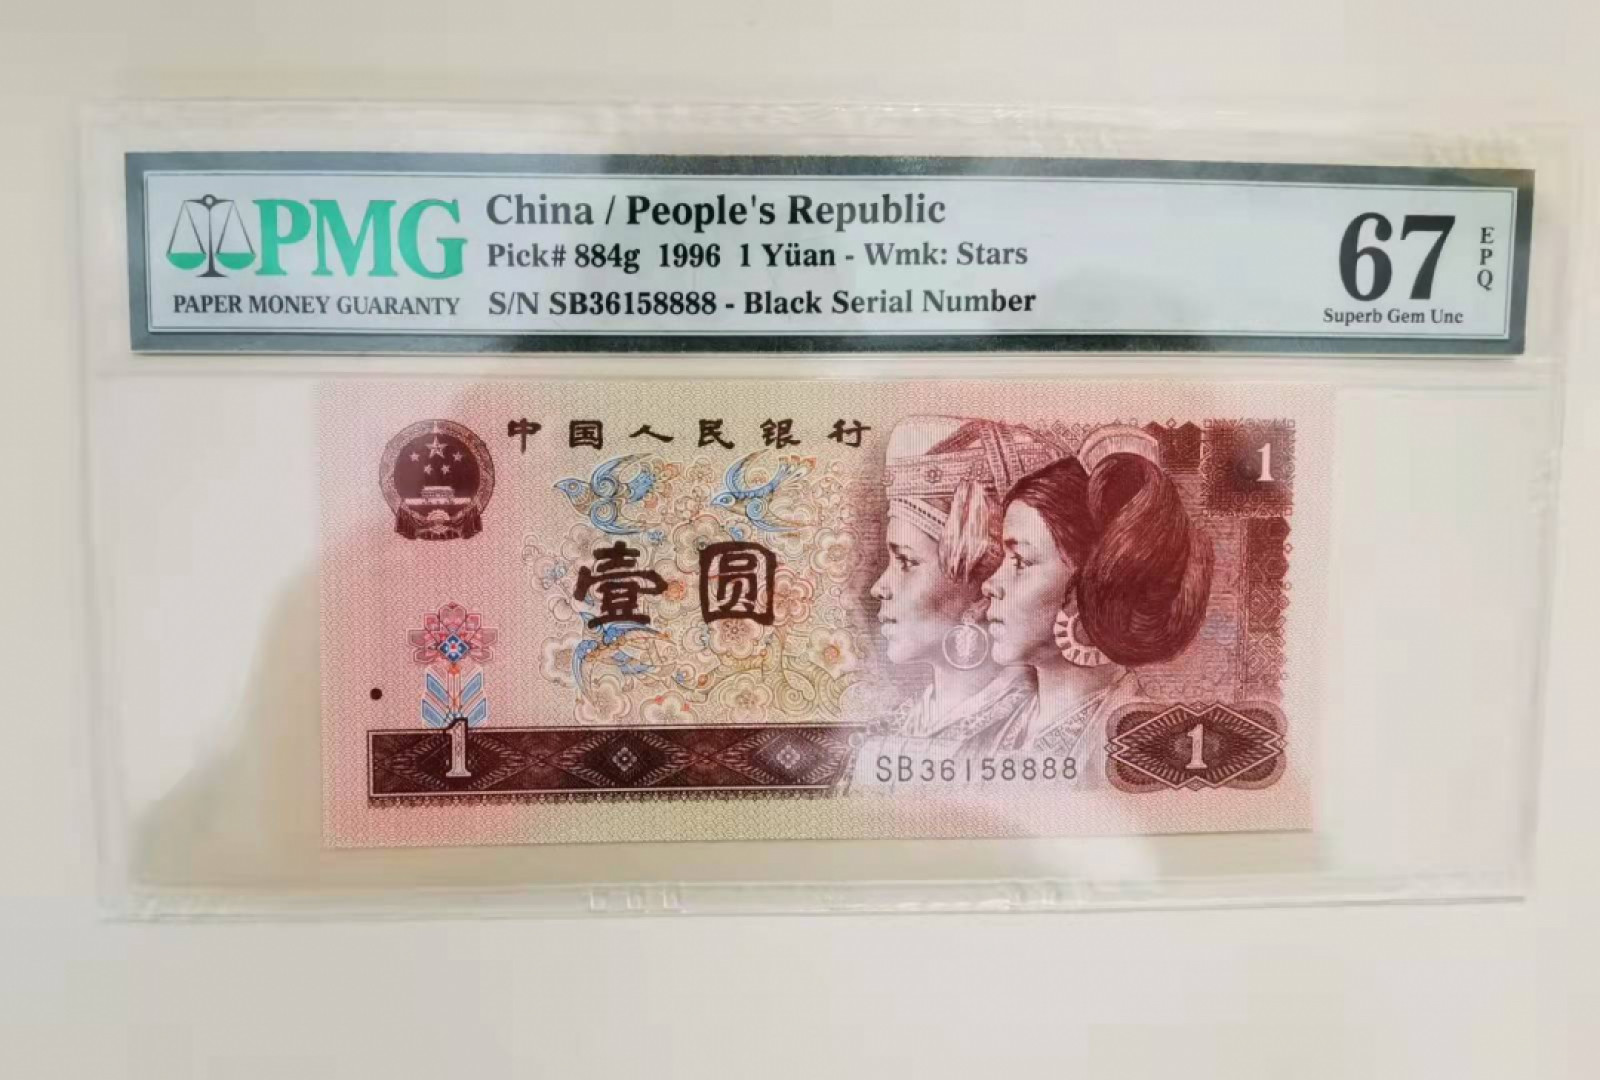 PMG
PAPER MONEY GUARANTY
China / People's Republic
Pick# 884g 1996 1 Yüan - Wmk: Stars
S/N SB36158888 - Black Serial Number
67
EPQ
Superb Gem Unc
中国人民银行
1
壹圆
1
SB36158888
1